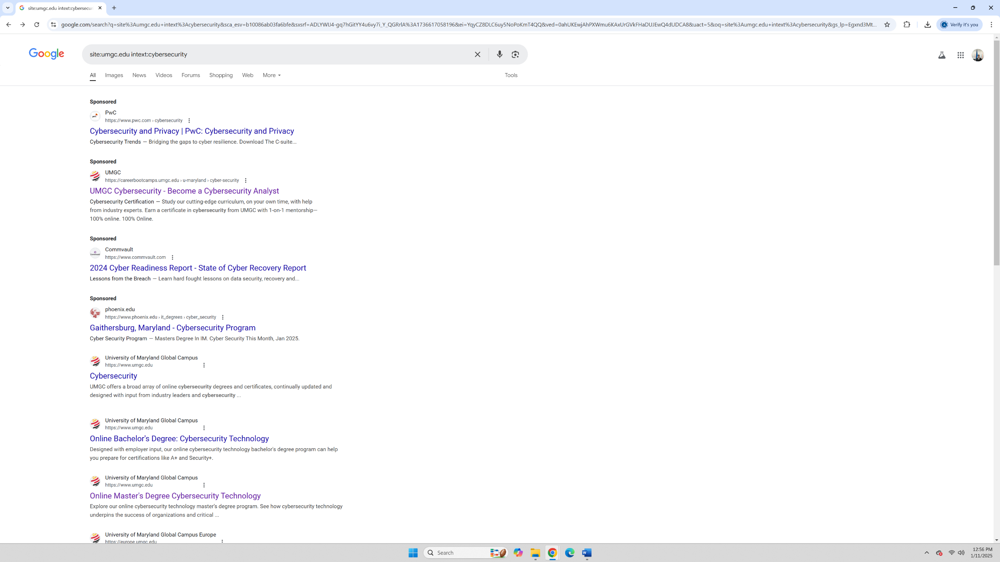 site:umgc.edu intext:cybersecuri
google.com/search?q=site%3Aumgc.edu+intext%3Acybersecurity&sca_esv=b10086ab03fa6bfe&sxsrf=ADLYWIJ4-gq7hGitYY4u6vy7i_Y_QGRrlA%3A1736617058196&ei=YqyCZ8DLC6uy5NoPoKmT4QQ&ved=0ahUKEwjAhPXWmu6KAxUrGVkFHaDUJEwQ4dUDCA8&uact=5&oq=site%3Aumgc.edu+intext%3Acybersecurity&gs_lp=Egxnd3Mt...
Verify it's you
Google
site:umgc.edu intext:cybersecurity
All Images News Videos Forums Shopping Web More Tools
Sponsored
PwC
https://www.pwc.com › cybersecurity
Cybersecurity and Privacy | PwC: Cybersecurity and Privacy
Cybersecurity Trends — Bridging the gaps to cyber resilience. Download The C-suite...
Sponsored
UMGC
https://careerbootcamps.umgc.edu › u-maryland › cyber-security
UMGC Cybersecurity - Become a Cybersecurity Analyst
Cybersecurity Certification — Study our cutting-edge curriculum, on your own time, with help
from industry experts. Earn a certificate in cybersecurity from UMGC with 1-on-1 mentorship—
100% online. 100% Online.
Sponsored
Commvault
https://www.commvault.com
2024 Cyber Readiness Report - State of Cyber Recovery Report
Lessons from the Breach — Learn hard fought lessons on data security, recovery and...
Sponsored
phoenix.edu
https://www.phoenix.edu › it_degrees › cyber_security
Gaithersburg, Maryland - Cybersecurity Program
Cyber Security Program — Masters Degree In IM. Cyber Security This Month, Jan 2025.
University of Maryland Global Campus
https://www.umgc.edu
Cybersecurity
UMGC offers a broad array of online cybersecurity degrees and certificates, continually updated and
designed with input from industry leaders and cybersecurity ...
University of Maryland Global Campus
https://www.umgc.edu
Online Bachelor's Degree: Cybersecurity Technology
Designed with employer input, our online cybersecurity technology bachelor's degree program can help
you prepare for certifications like A+ and Security+.
University of Maryland Global Campus
https://www.umgc.edu
Online Master's Degree Cybersecurity Technology
Explore our online cybersecurity technology master's degree program. See how cybersecurity technology
underpins the success of organizations and critical ...
University of Maryland Global Campus Europe
https://europe.umgc.edu
Search
12:56 PM
1/11/2025